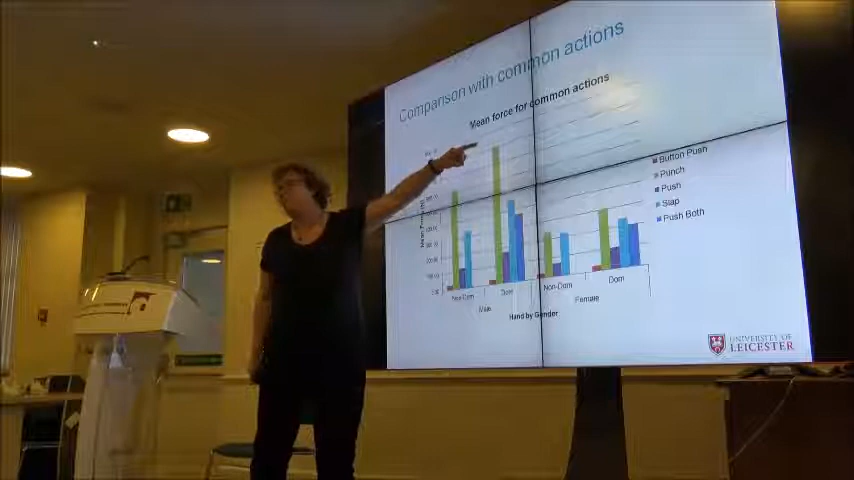 Comparison with common actions
Mean force for common actions
Button Push
Punch
Push
Slap
Push Both
Non-Dom
Dom
Non-Dom
Dom
Male
Female
Hand by Gender
UNIVERSITY OF
LEICESTER